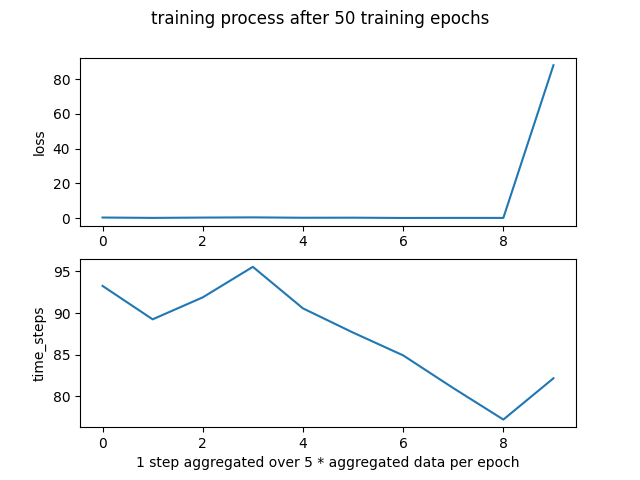 training process after 50 training epochs
80
60
40
20
0
loss
0 2 4 6 8
95
90
85
80
time_steps
0 2 4 6 8
1 step aggregated over 5 * aggregated data per epoch